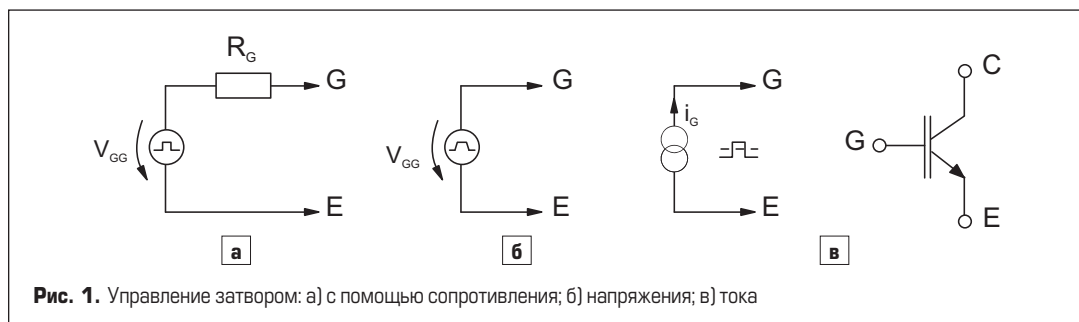 R_G
G
V_GG
E
а
G
V_GG
E
б
G
i_G
E
в
C
G
E
Рис. 1. Управление затвором: а) с помощью сопротивления; б) напряжения; в) тока